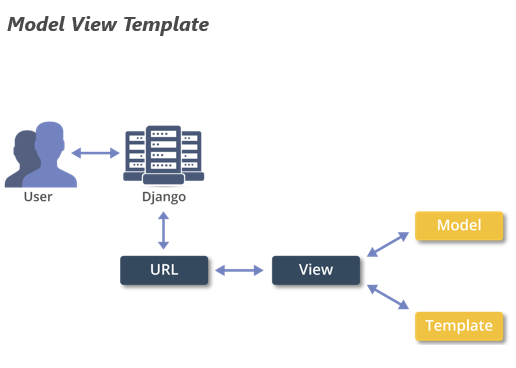 Model View Template
User
Django
URL
View
Model
Template